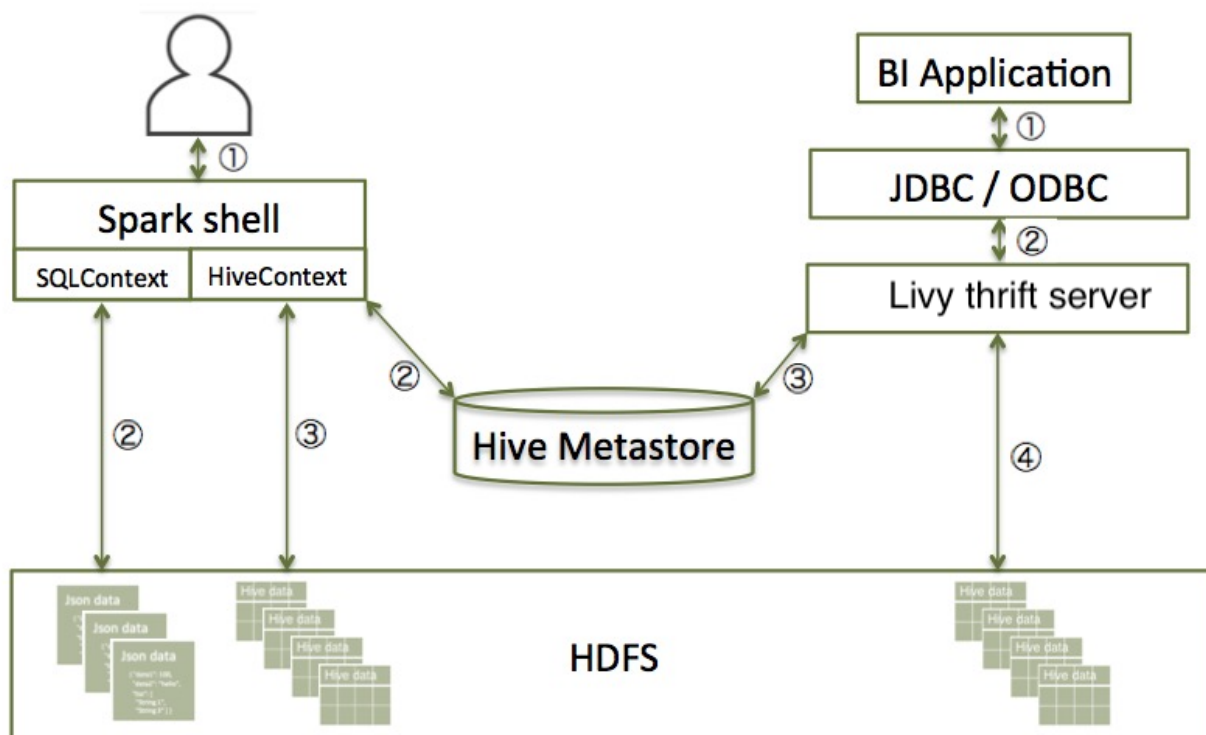 BI Application
①
①
JDBC / ODBC
Spark shell
②
SQLContext
HiveContext
Livy thrift server
②
③
②
③
Hive Metastore
④
Json data
Json data
Json data
Hive data
Hive data
Hive data
Hive data
HDFS
Hive data
Hive data
Hive data
Hive data